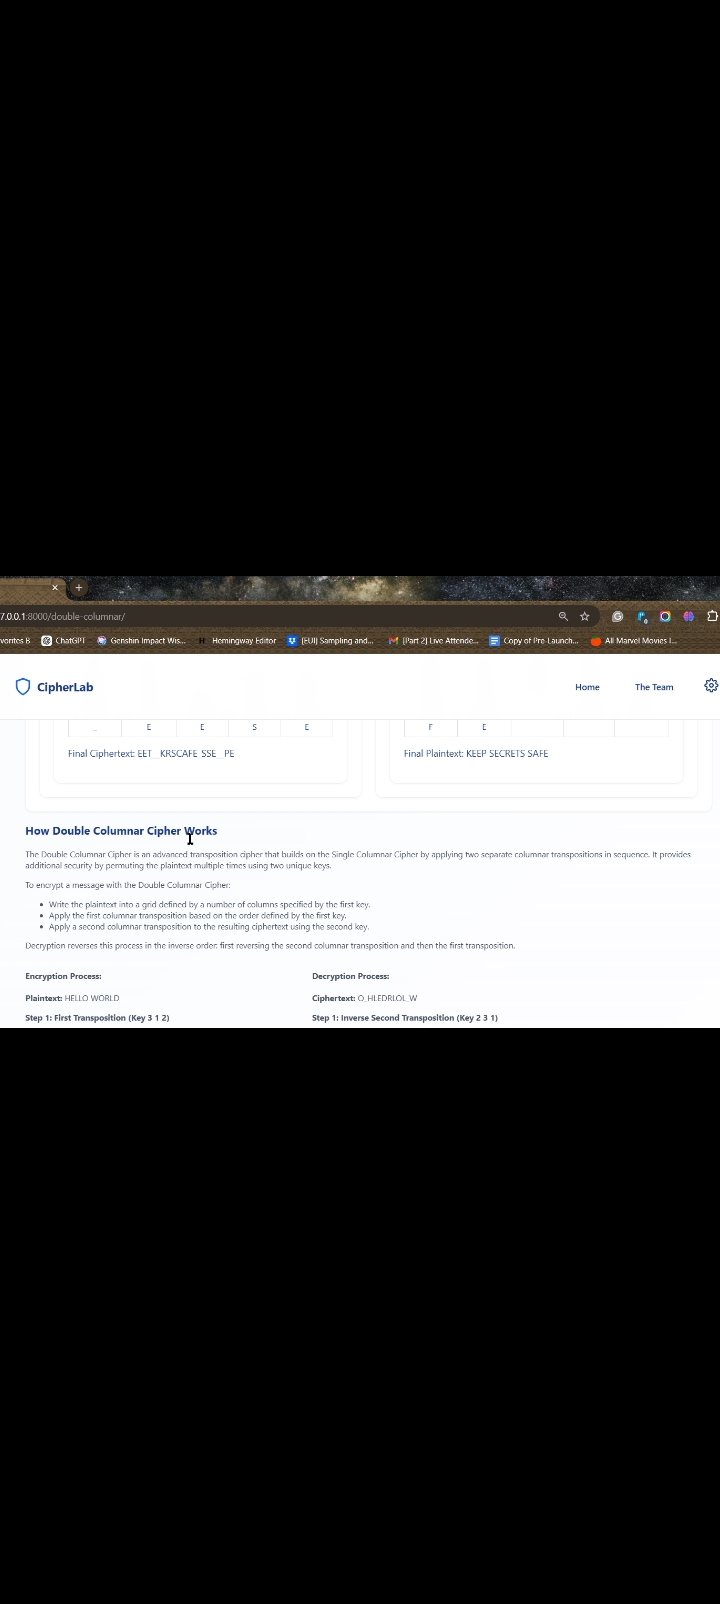 7.0.0.1:8000/double-columnar/
vorites B ChatGPT Genshin Impact Wis... H Hemingway Editor [EUI] Sampling and... [Part 2] Live Attende... Copy of Pre-Launch... All Marvel Movies I...
CipherLab Home The Team
_ E E S E F E
Final Ciphertext: EET__KRSCAFE_SSE__PE Final Plaintext: KEEP SECRETS SAFE
How Double Columnar Cipher Works
The Double Columnar Cipher is an advanced transposition cipher that builds on the Single Columnar Cipher by applying two separate columnar transpositions in sequence. It provides
additional security by permuting the plaintext multiple times using two unique keys.
To encrypt a message with the Double Columnar Cipher:
• Write the plaintext into a grid defined by a number of columns specified by the first key.
• Apply the first columnar transposition based on the order defined by the first key.
• Apply a second columnar transposition to the resulting ciphertext using the second key.
Decryption reverses this process in the inverse order: first reversing the second columnar transposition and then the first transposition.
Encryption Process: Decryption Process:
Plaintext: HELLO WORLD Ciphertext: O_HLEDRLOL_W
Step 1: First Transposition (Key 3 1 2) Step 1: Inverse Second Transposition (Key 2 3 1)